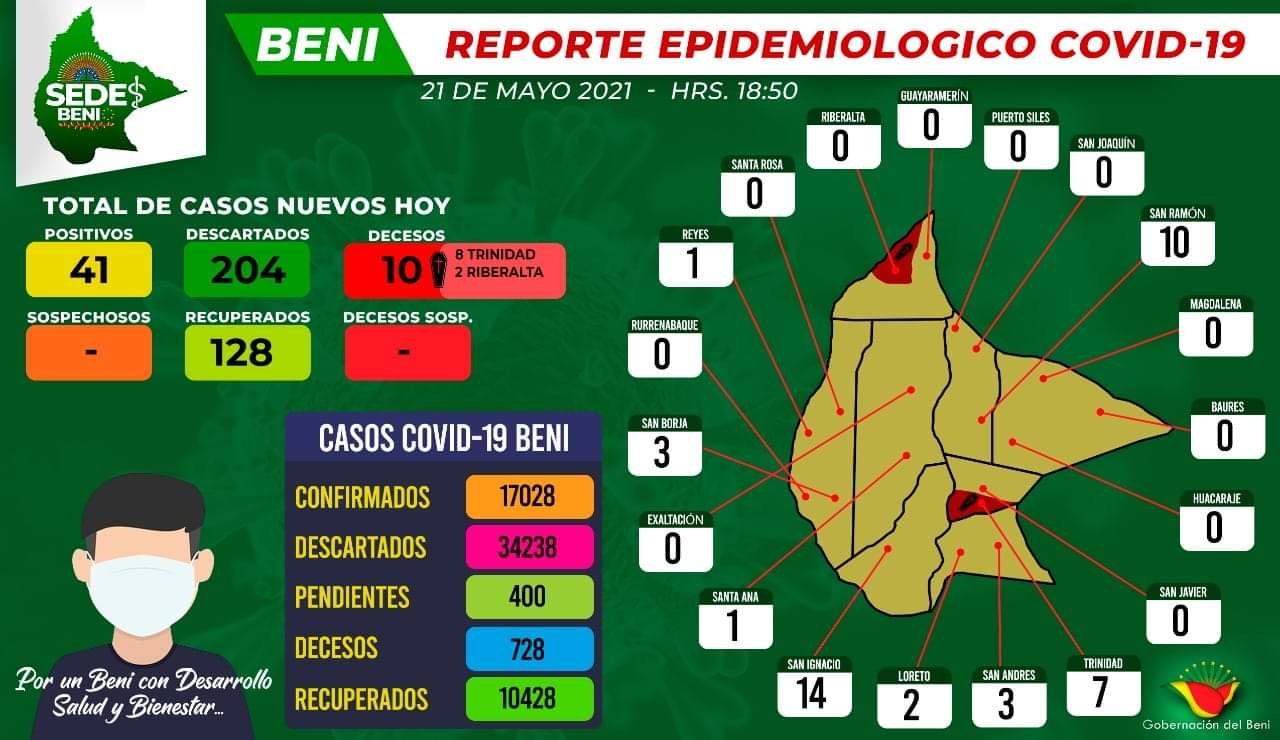 SEDES
BENI
BENI
REPORTE EPIDEMIOLOGICO COVID-19
21 DE MAYO 2021 - HRS. 18:50
TOTAL DE CASOS NUEVOS HOY
POSITIVOS
41
DESCARTADOS
204
DECESOS
10
8 TRINIDAD
2 RIBERALTA
SOSPECHOSOS
-
RECUPERADOS
128
DECESOS SOSP.
-
CASOS COVID-19 BENI
CONFIRMADOS 17028
DESCARTADOS 34238
PENDIENTES 400
DECESOS 728
RECUPERADOS 10428
Por un Beni con Desarrollo
Salud y Bienestar...
GUAYARAMERÍN
0
RIBERALTA
0
PUERTO SILES
0
SAN JOAQUÍN
0
SANTA ROSA
0
SAN RAMÓN
10
REYES
1
MAGDALENA
0
RURRENABAQUE
0
BAURES
0
SAN BORJA
3
HUACARAJE
0
EXALTACIÓN
0
SAN JAVIER
0
SANTA ANA
1
SAN IGNACIO
14
LORETO
2
SAN ANDRES
3
TRINIDAD
7
Gobernación del Beni